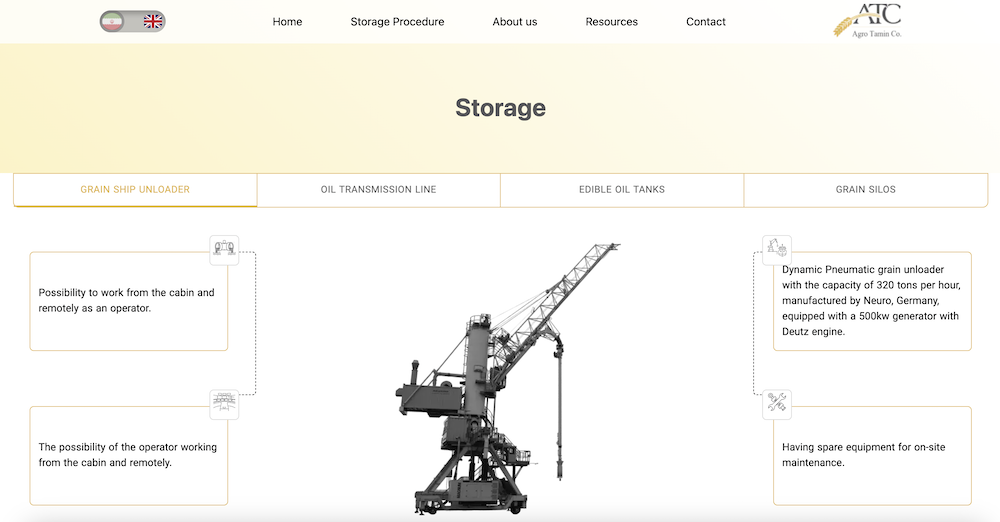 Home
Storage Procedure
About us
Resources
Contact
ATC
Agro Tamin Co.
Storage
GRAIN SHIP UNLOADER
OIL TRANSMISSION LINE
EDIBLE OIL TANKS
GRAIN SILOS
Possibility to work from the cabin and
remotely as an operator.
Dynamic Pneumatic grain unloader
with the capacity of 320 tons per hour,
manufactured by Neuro, Germany,
equipped with a 500kw generator with
Deutz engine.
The possibility of the operator working
from the cabin and remotely.
Having spare equipment for on-site
maintenance.